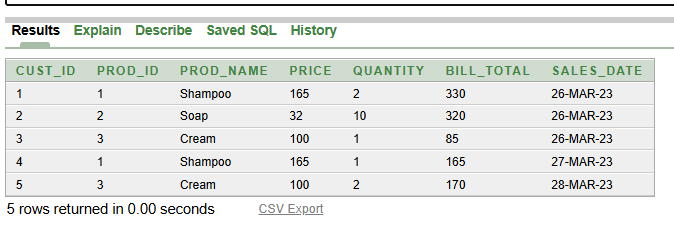 Results Explain Describe Saved SQL History
CUST_ID PROD_ID PROD_NAME PRICE QUANTITY BILL_TOTAL SALES_DATE
1 1 Shampoo 165 2 330 26-MAR-23
2 2 Soap 32 10 320 26-MAR-23
3 3 Cream 100 1 85 26-MAR-23
4 1 Shampoo 165 1 165 27-MAR-23
5 3 Cream 100 2 170 28-MAR-23
5 rows returned in 0.00 seconds CSV Export